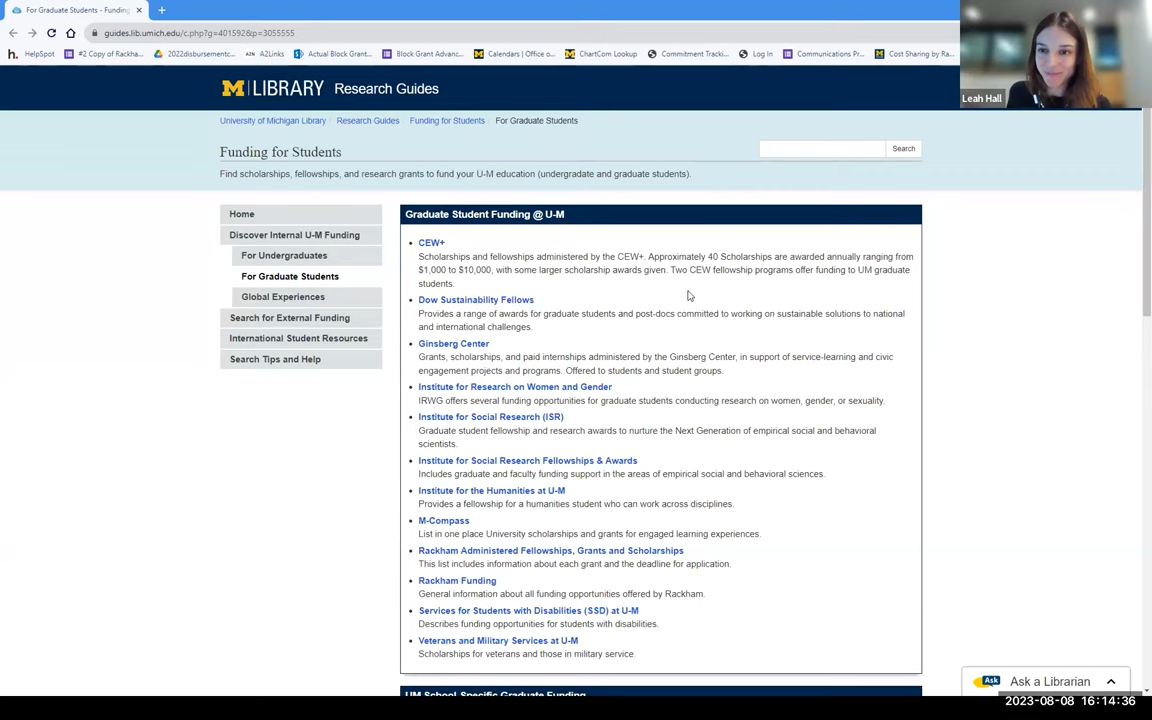 For Graduate Students - Fundin
guides.lib.umich.edu/c.php?g=401592&p=3055555
HelpSpot
#2 Copy of Rackha...
2022disbursementc...
A2Links
Actual Block Grant...
Block Grant Advanc...
Calendars | Office o...
ChartCom Lookup
Commitment Tracki...
Log In
Communications Pr...
Cost Sharing by Ra...
Leah Hall
M | LIBRARY Research Guides
University of Michigan Library Research Guides Funding for Students For Graduate Students
Funding for Students
Search
Find scholarships, fellowships, and research grants to fund your U-M education (undergradate and graduate students).
Home
Discover Internal U-M Funding
For Undergraduates
For Graduate Students
Global Experiences
Search for External Funding
International Student Resources
Search Tips and Help
Graduate Student Funding @ U-M
CEW+
Scholarships and fellowships administered by the CEW+. Approximately 40 Scholarships are awarded annually ranging from
$1,000 to $10,000, with some larger scholarship awards given. Two CEW fellowship programs offer funding to UM graduate
students.
Dow Sustainability Fellows
Provides a range of awards for graduate students and post-docs committed to working on sustainable solutions to national
and international challenges.
Ginsberg Center
Grants, scholarships, and paid internships administered by the Ginsberg Center, in support of service-learning and civic
engagement projects and programs. Offered to students and student groups.
Institute for Research on Women and Gender
IRWG offers several funding opportunities for graduate students conducting research on women, gender, or sexuality.
Institute for Social Research (ISR)
Graduate student fellowship and research awards to nurture the Next Generation of empirical social and behavioral
scientists.
Institute for Social Research Fellowships & Awards
Includes graduate and faculty funding support in the areas of empirical social and behavioral sciences.
Institute for the Humanities at U-M
Provides a fellowship for a humanities student who can work across disciplines.
M-Compass
List in one place University scholarships and grants for engaged learning experiences.
Rackham Administered Fellowships, Grants and Scholarships
This list includes information about each grant and the deadline for application.
Rackham Funding
General information about all funding opportunities offered by Rackham.
Services for Students with Disabilities (SSD) at U-M
Describes funding opportunities for students with disabilities.
Veterans and Military Services at U-M
Scholarships for veterans and those in military service.
UM School-Specific Graduate Funding
Ask Ask a Librarian
2023-08-08 16:14:36